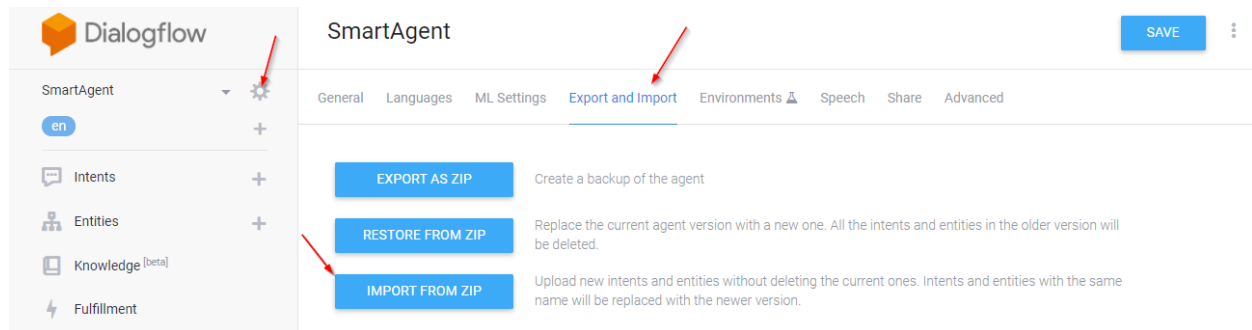 Dialogflow
SmartAgent
SAVE
SmartAgent
General Languages ML Settings Export and Import Environments Speech Share Advanced
en
Intents
EXPORT AS ZIP
Create a backup of the agent
Entities
RESTORE FROM ZIP
Replace the current agent version with a new one. All the intents and entities in the older version will
be deleted.
Knowledge [beta]
IMPORT FROM ZIP
Upload new intents and entities without deleting the current ones. Intents and entities with the same
name will be replaced with the newer version.
Fulfillment